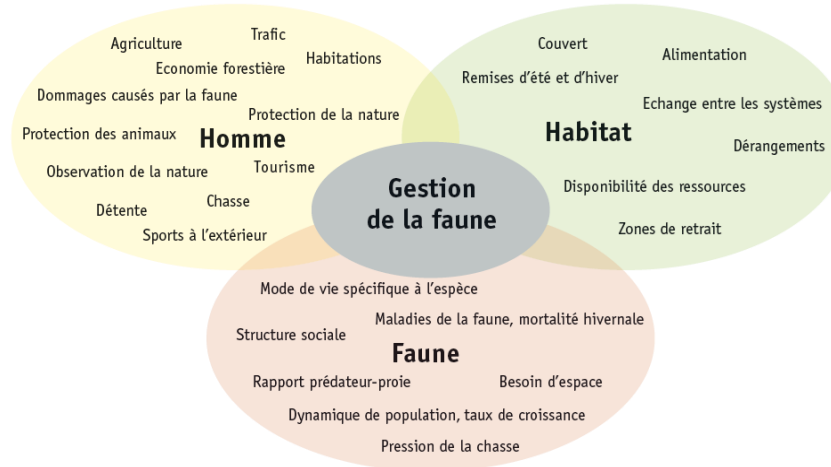 Agriculture
Trafic
Habitations
Economie forestière
Dommages causés par la faune
Protection de la nature
Protection des animaux
Homme
Observation de la nature
Tourisme
Chasse
Détente
Sports à l'extérieur
Couvert
Alimentation
Remises d'été et d'hiver
Echange entre les systèmes
Habitat
Dérangements
Disponibilité des ressources
Zones de retrait
Gestion
de la faune
Mode de vie spécifique à l'espèce
Maladies de la faune, mortalité hivernale
Structure sociale
Faune
Rapport prédateur-proie
Besoin d'espace
Dynamique de population, taux de croissance
Pression de la chasse